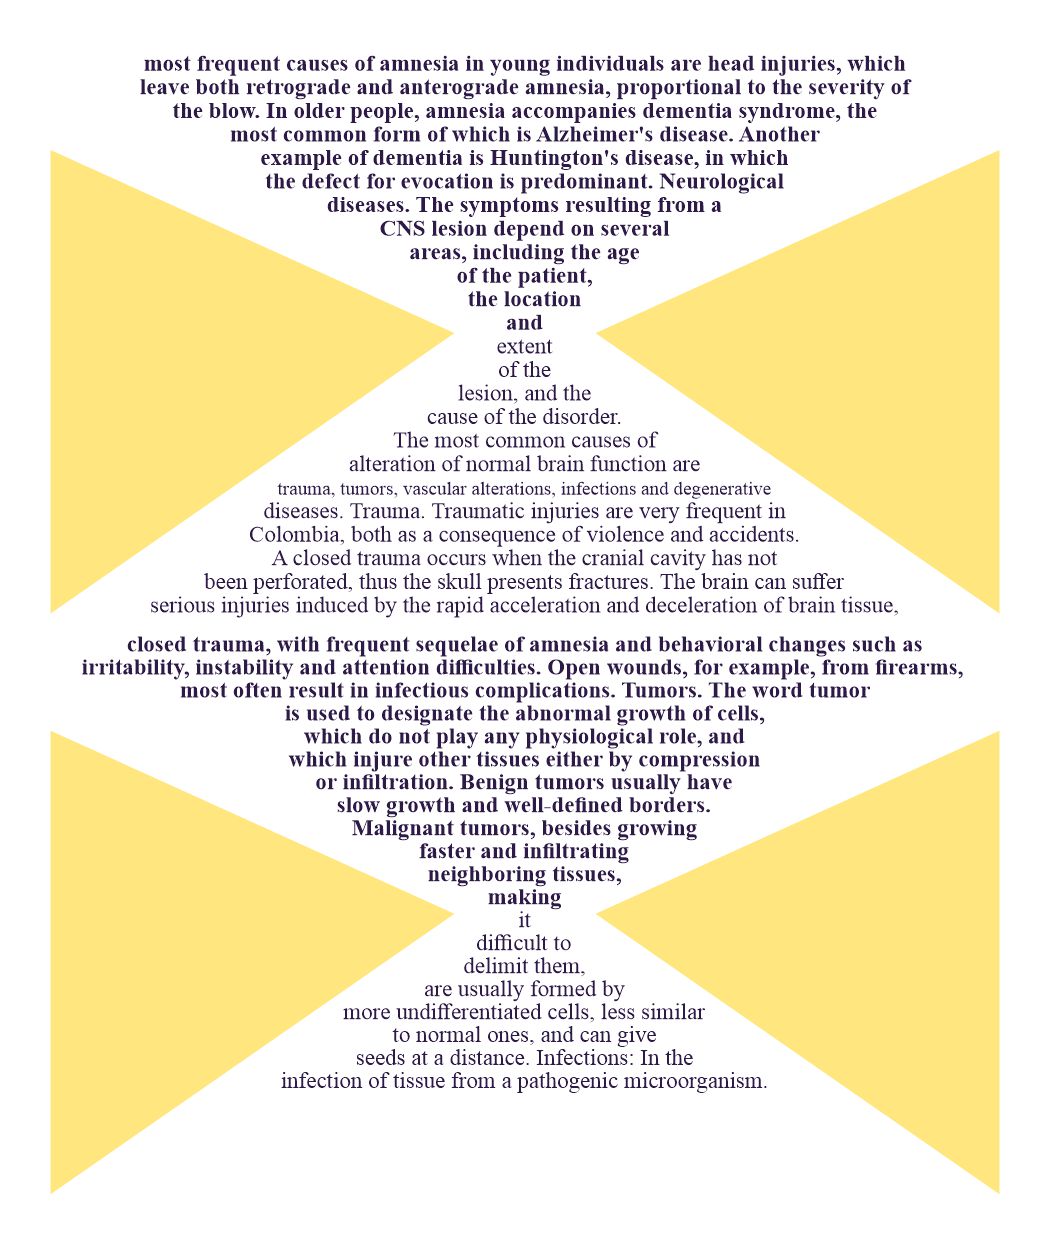 most frequent causes of amnesia in young individuals are head injuries, which
leave both retrograde and anterograde amnesia, proportional to the severity of
the blow. In older people, amnesia accompanies dementia syndrome, the
most common form of which is Alzheimer's disease. Another
example of dementia is Huntington's disease, in which
the defect for evocation is predominant. Neurological
diseases. The symptoms resulting from a
CNS lesion depend on several
areas, including the age
of the patient,
the location
and
extent
of the
lesion, and the
cause of the disorder.
The most common causes of
alteration of normal brain function are
trauma, tumors, vascular alterations, infections and degenerative
diseases. Trauma. Traumatic injuries are very frequent in
Colombia, both as a consequence of violence and accidents.
A closed trauma occurs when the cranial cavity has not
been perforated, thus the skull presents fractures. The brain can suffer
serious injuries induced by the rapid acceleration and deceleration of brain tissue,
closed trauma, with frequent sequelae of amnesia and behavioral changes such as
irritability, instability and attention difficulties. Open wounds, for example, from firearms,
most often result in infectious complications. Tumors. The word tumor
is used to designate the abnormal growth of cells,
which do not play any physiological role, and
which injure other tissues either by compression
or infiltration. Benign tumors usually have
slow growth and well-defined borders.
Malignant tumors, besides growing
faster and infiltrating
neighboring tissues,
making
it
difficult to
delimit them,
are usually formed by
more undifferentiated cells, less similar
to normal ones, and can give
seeds at a distance. Infections: In the
infection of tissue from a pathogenic microorganism.